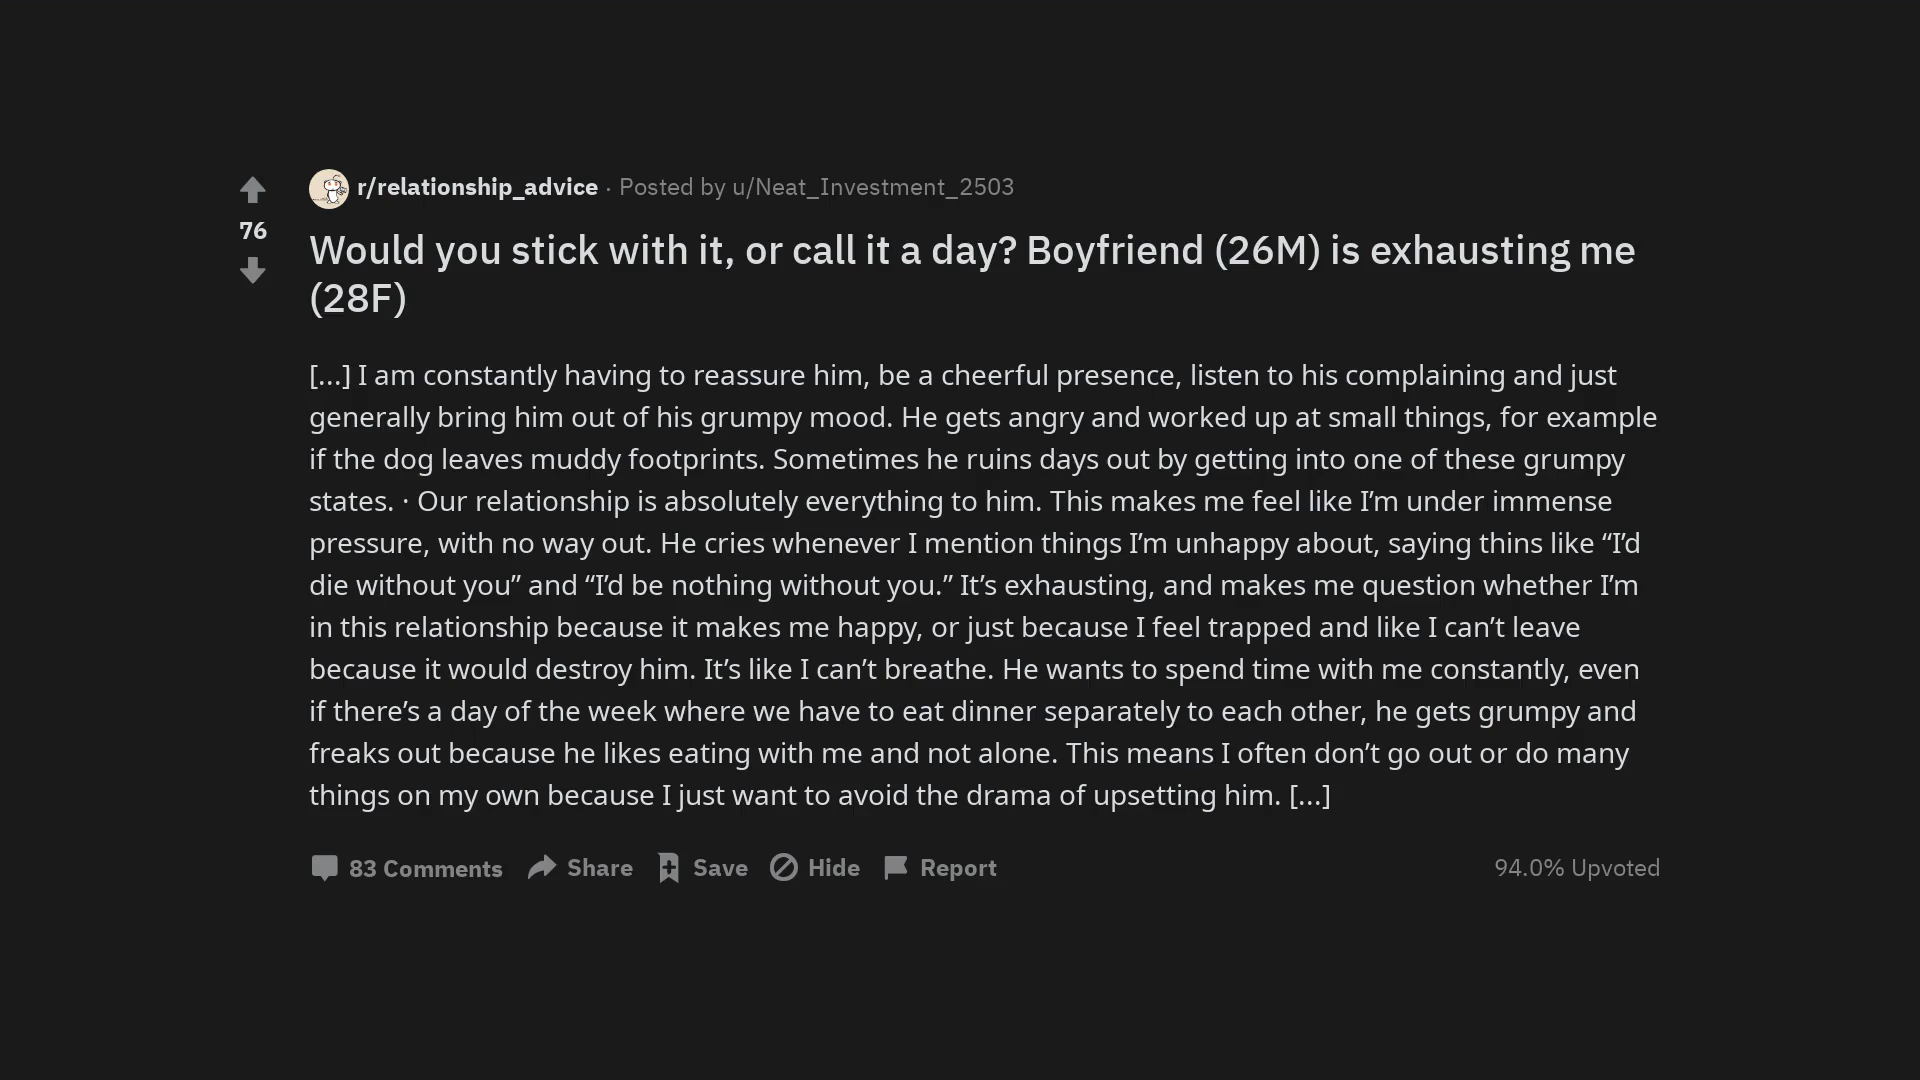 r/relationship_advice · Posted by u/Neat_Investment_2503
76
Would you stick with it, or call it a day? Boyfriend (26M) is exhausting me
(28F)
[...] I am constantly having to reassure him, be a cheerful presence, listen to his complaining and just
generally bring him out of his grumpy mood. He gets angry and worked up at small things, for example
if the dog leaves muddy footprints. Sometimes he ruins days out by getting into one of these grumpy
states. · Our relationship is absolutely everything to him. This makes me feel like I’m under immense
pressure, with no way out. He cries whenever I mention things I’m unhappy about, saying thins like “I’d
die without you” and “I’d be nothing without you.” It’s exhausting, and makes me question whether I’m
in this relationship because it makes me happy, or just because I feel trapped and like I can’t leave
because it would destroy him. It’s like I can’t breathe. He wants to spend time with me constantly, even
if there’s a day of the week where we have to eat dinner separately to each other, he gets grumpy and
freaks out because he likes eating with me and not alone. This means I often don’t go out or do many
things on my own because I just want to avoid the drama of upsetting him. [...]
83 Comments Share Save Hide Report 94.0% Upvoted